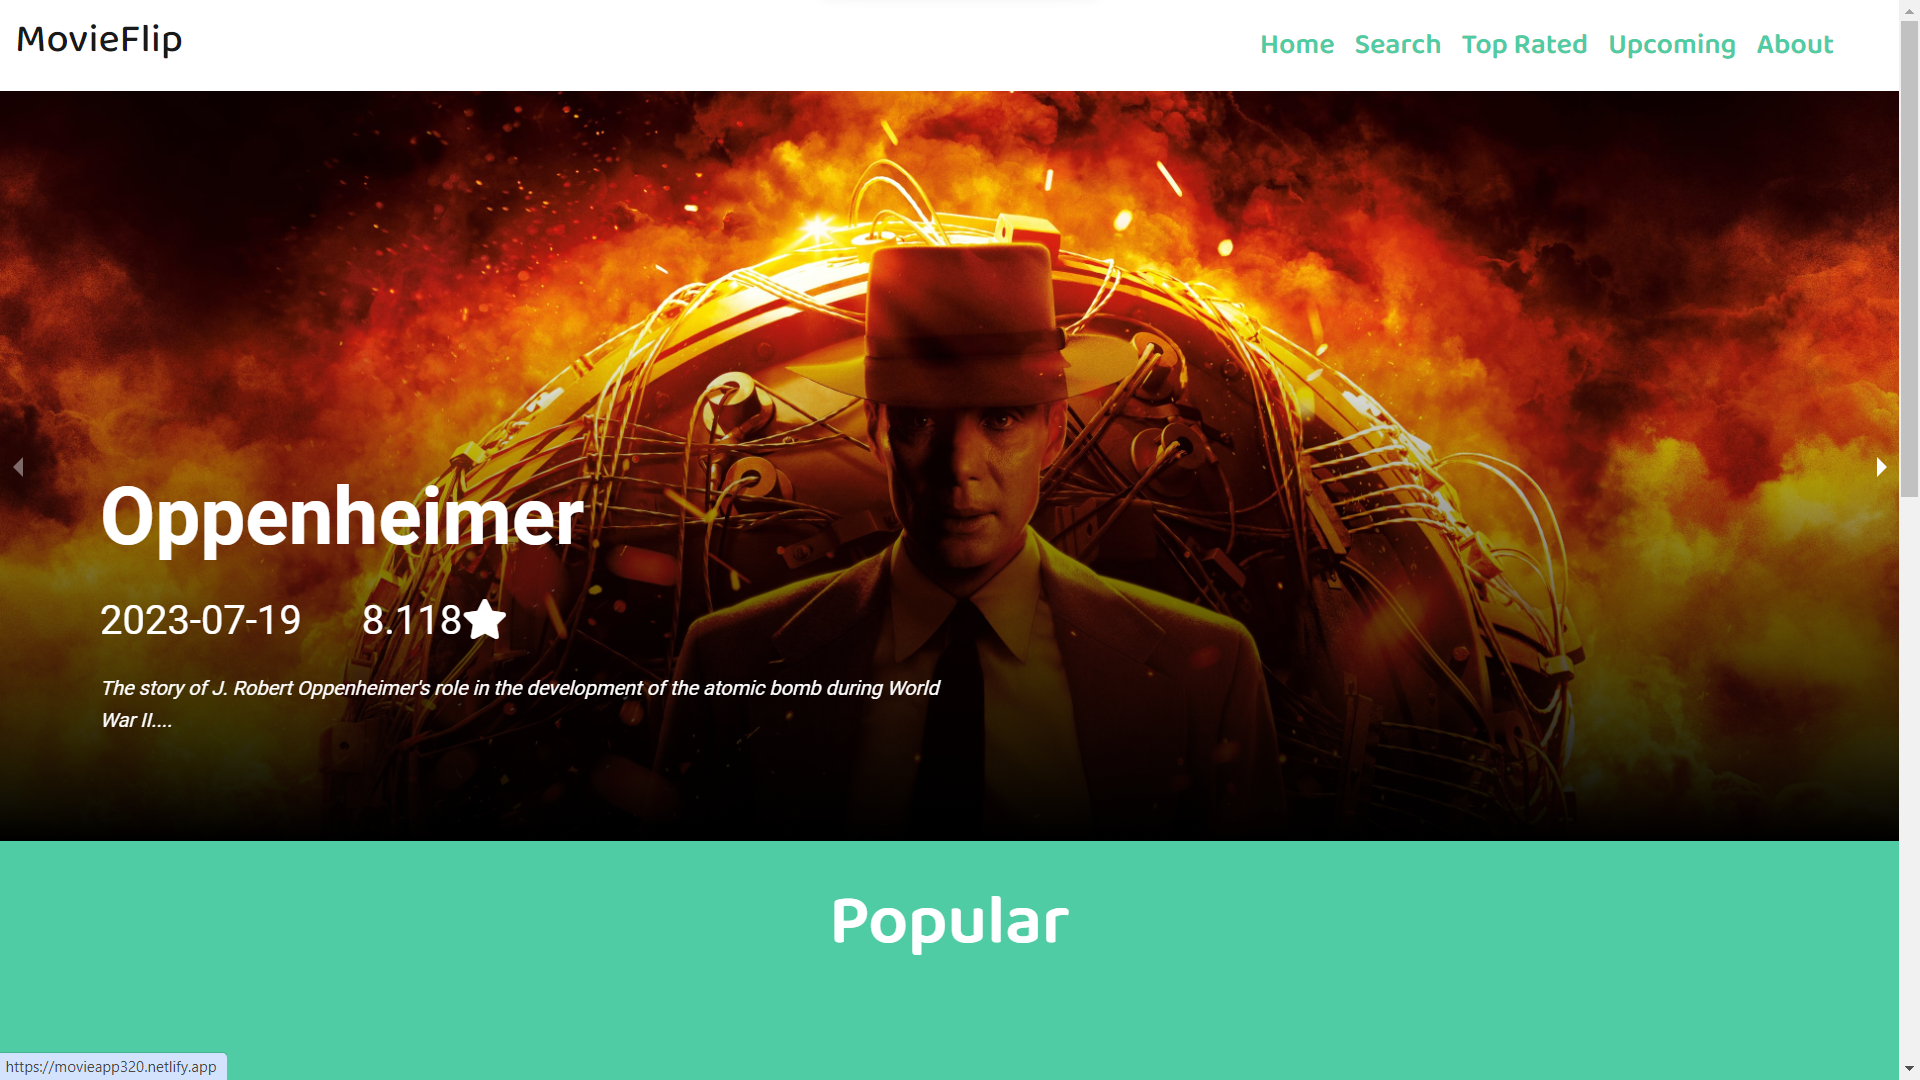 MovieFlip
Home Search Top Rated Upcoming About
Oppenheimer
2023-07-19 8.118
The story of J. Robert Oppenheimer's role in the development of the atomic bomb during World
War II....
Popular
https://movieapp320.netlify.app